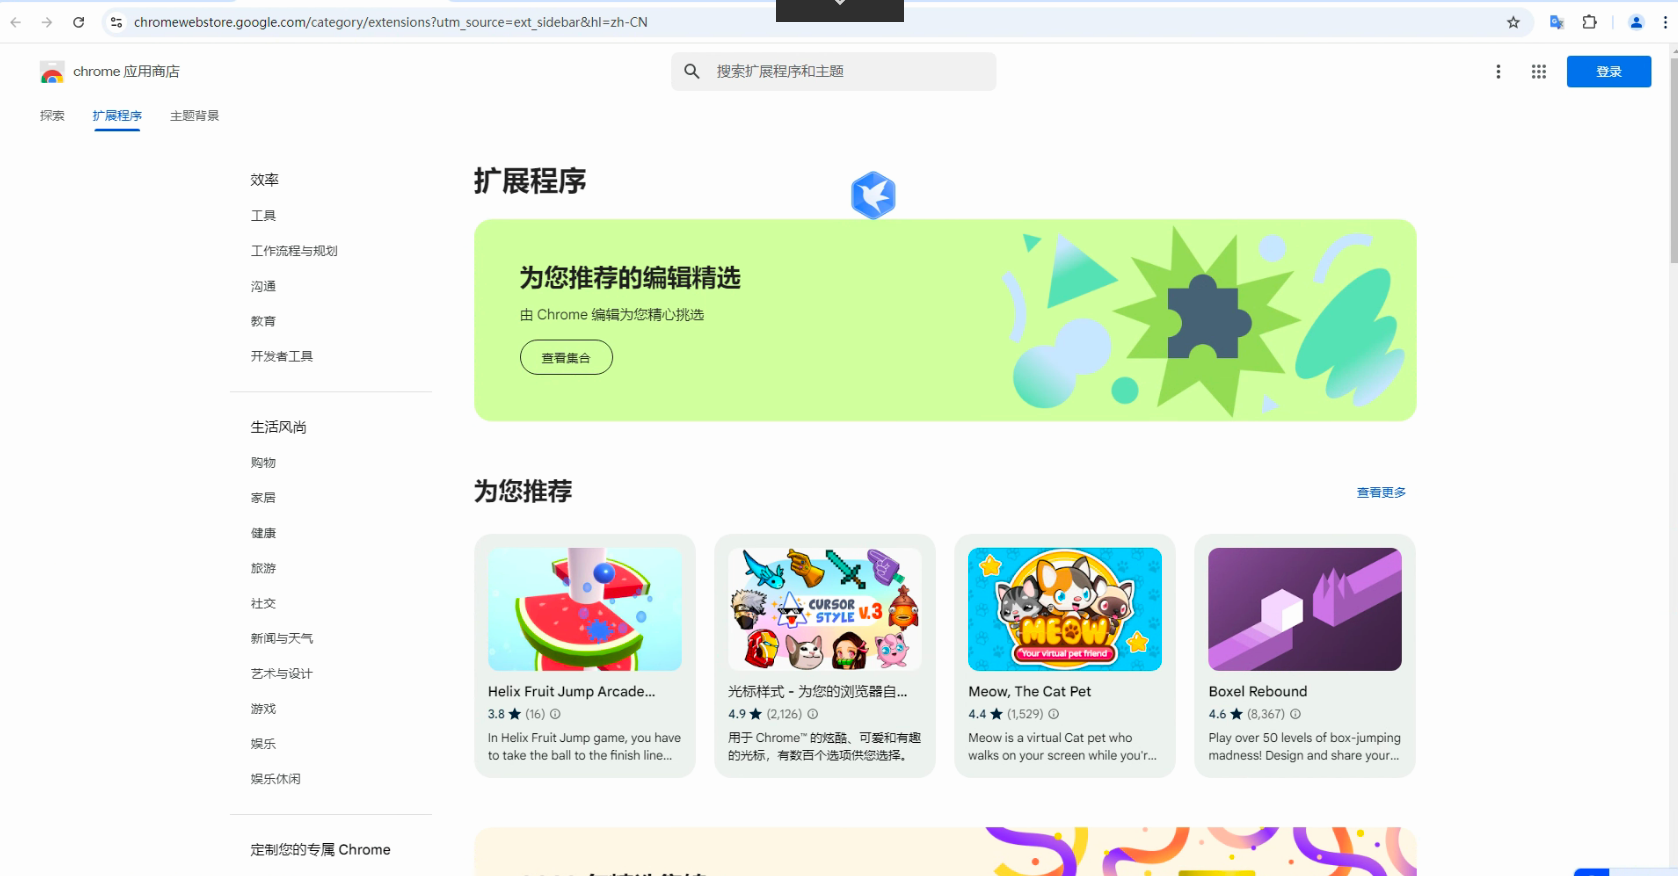 chromewebstore.google.com/category/extensions?utm_source=ext_sidebar&hl=zh-CN
chrome 应用商店
搜索扩展程序和主题
登录
探索
扩展程序
主题背景
效率
工具
工作流程与规划
沟通
教育
开发者工具
生活风尚
购物
家居
健康
旅游
社交
新闻与天气
艺术与设计
游戏
娱乐
娱乐休闲
定制您的专属 Chrome
扩展程序
为您推荐的编辑精选
由 Chrome 编辑为您精心挑选
查看集合
为您推荐
查看更多
Helix Fruit Jump Arcade...
3.8 ★ (16)
In Helix Fruit Jump game, you have
to take the ball to the finish line...
CURSOR
STYLE V.3
光标样式 - 为您的浏览器自...
4.9 ★ (2,126)
用于 Chrome™ 的炫酷、可爱和有趣
的光标，有数百个选项供您选择。
MEOW
Your virtual pet friend
Meow, The Cat Pet
4.4 ★ (1,529)
Meow is a virtual Cat pet who
walks on your screen while you'r...
Boxel Rebound
4.6 ★ (8,367)
Play over 50 levels of box-jumping
madness! Design and share your...